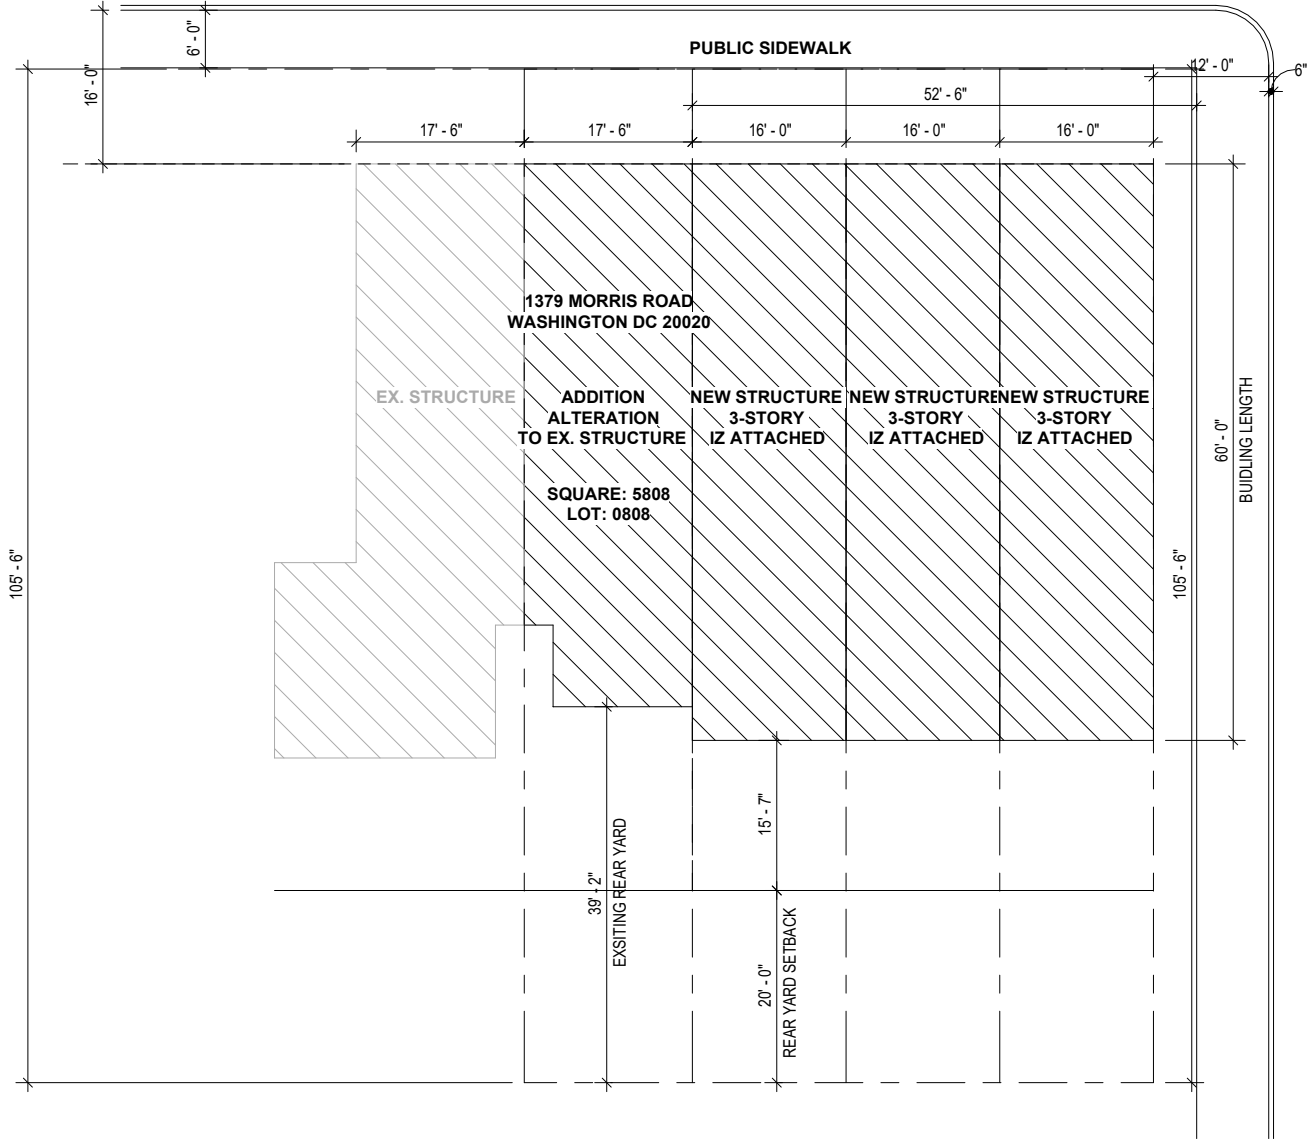 PUBLIC SIDEWALK
6' - 0"
16' - 0"
12' - 0"
6"
52' - 6"
17' - 6"
17' - 6"
16' - 0"
16' - 0"
16' - 0"
1379 MORRIS ROAD
WASHINGTON DC 20020
EX. STRUCTURE
ADDITION
ALTERATION
TO EX. STRUCTURE
NEW STRUCTURE
3-STORY
IZ ATTACHED
NEW STRUCTURE
3-STORY
IZ ATTACHED
NEW STRUCTURE
3-STORY
IZ ATTACHED
SQUARE: 5808
LOT: 0808
60' - 0"
BUIDLING LENGTH
105' - 6"
105' - 6"
15' - 7"
39' - 2"
EXSITING REAR YARD
20' - 0"
REAR YARD SETBACK